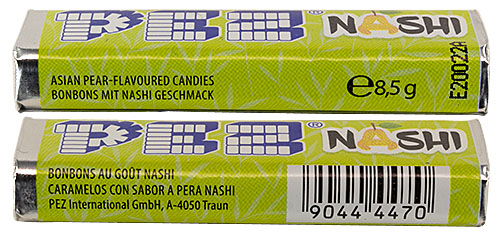 PEZ® NASHI
ASIAN PEAR-FLAVOURED CANDIES
BONBONS MIT NASHI GESCHMACK
℮8,5 g
E20022A
PEZ® NASHI
BONBONS AU GOÛT NASHI
CARAMELOS CON SABOR A PERA NASHI
PEZ International GmbH, A-4050 Traun
9044 4470